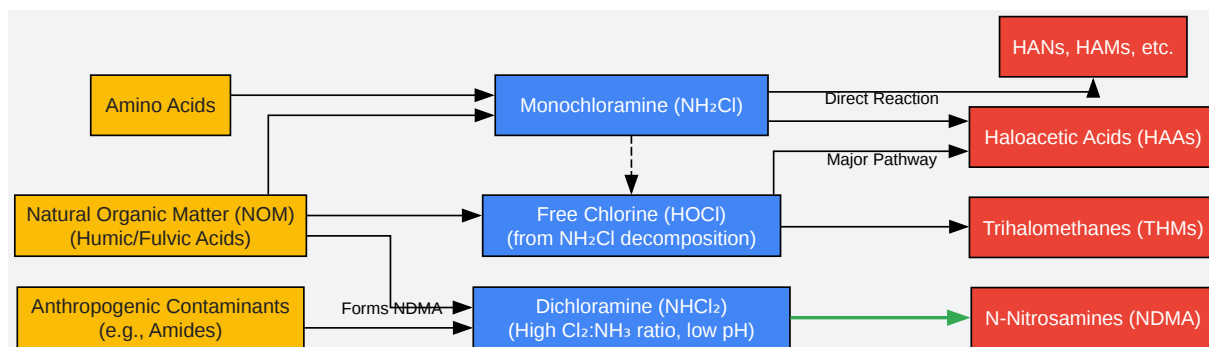 HANs, HAMs, etc.
Amino Acids
Monochloramine (NH₂Cl)
Direct Reaction
Haloacetic Acids (HAAs)
Major Pathway
Natural Organic Matter (NOM)
(Humic/Fulvic Acids)
Free Chlorine (HOCl)
(from NH₂Cl decomposition)
Trihalomethanes (THMs)
Anthropogenic Contaminants
(e.g., Amides)
Forms NDMA
Dichloramine (NHCl₂)
(High Cl₂:NH₃ ratio, low pH)
N-Nitrosamines (NDMA)